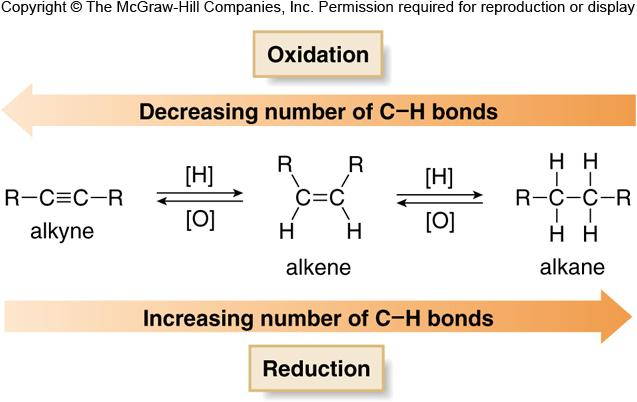 Copyright © The McGraw-Hill Companies, Inc. Permission required for reproduction or display
Oxidation
Decreasing number of C–H bonds
R–C≡C–R
alkyne
[H]
[O]
R R
C=C
H H
alkene
[H]
[O]
H H
R–C–C–R
H H
alkane
Increasing number of C–H bonds
Reduction